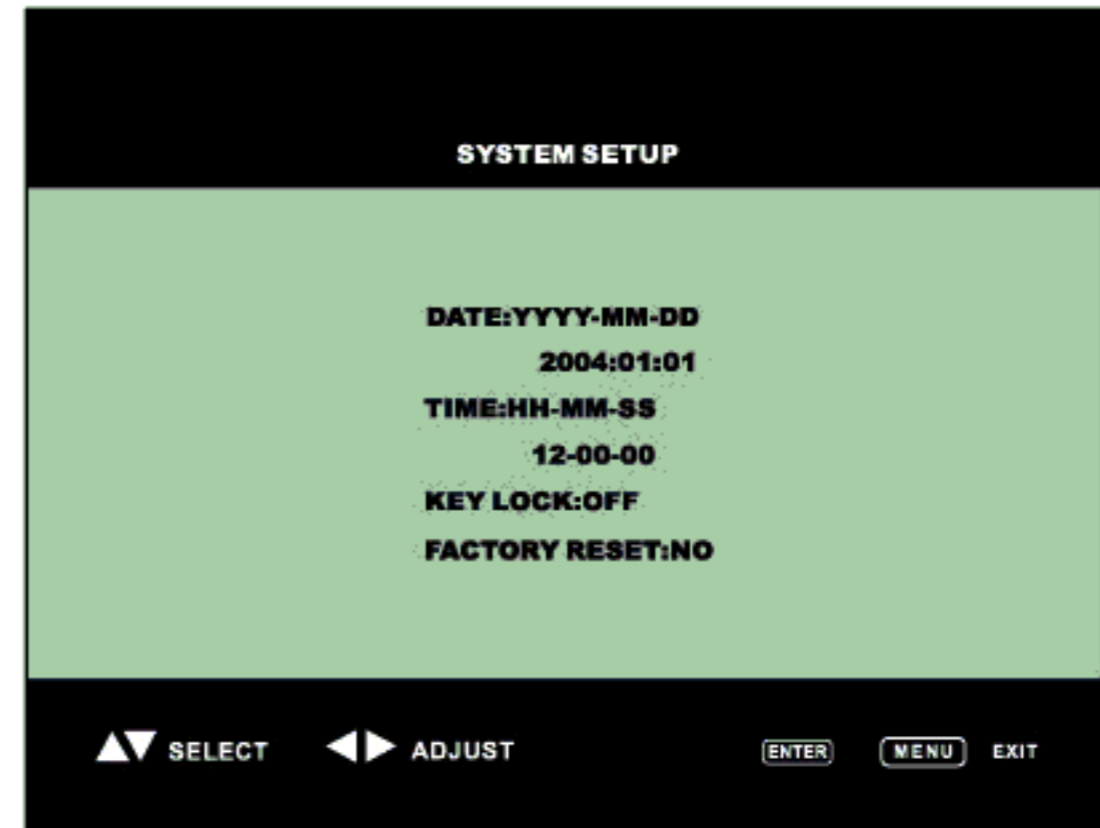 SYSTEM SETUP
DATE:YYYY-MM-DD
2004:01:01
TIME:HH-MM-SS
12-00-00
KEY LOCK:OFF
FACTORY RESET:NO
SELECT ADJUST ENTER MENU EXIT